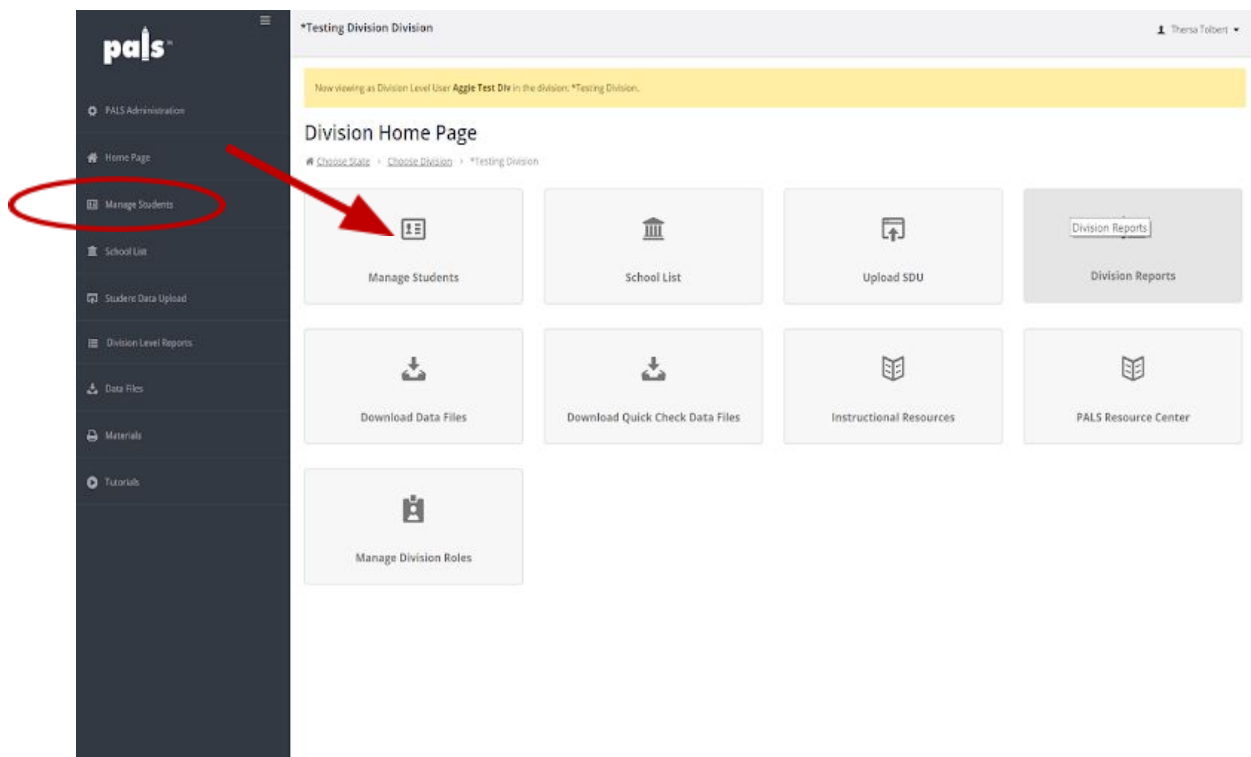 pals™
PALS Administration
Home Page
Manage Students
School List
Student Data Upload
Division Level Reports
Data Files
Materials
Tutorials
*Testing Division Division
Thersa Tolbert
Now viewing as Division Level User Aggie Test Div in the division: *Testing Division.
Division Home Page
Choose State › Choose Division › *Testing Division
Manage Students
School List
Upload SDU
Division Reports
Division Reports
Download Data Files
Download Quick Check Data Files
Instructional Resources
PALS Resource Center
Manage Division Roles